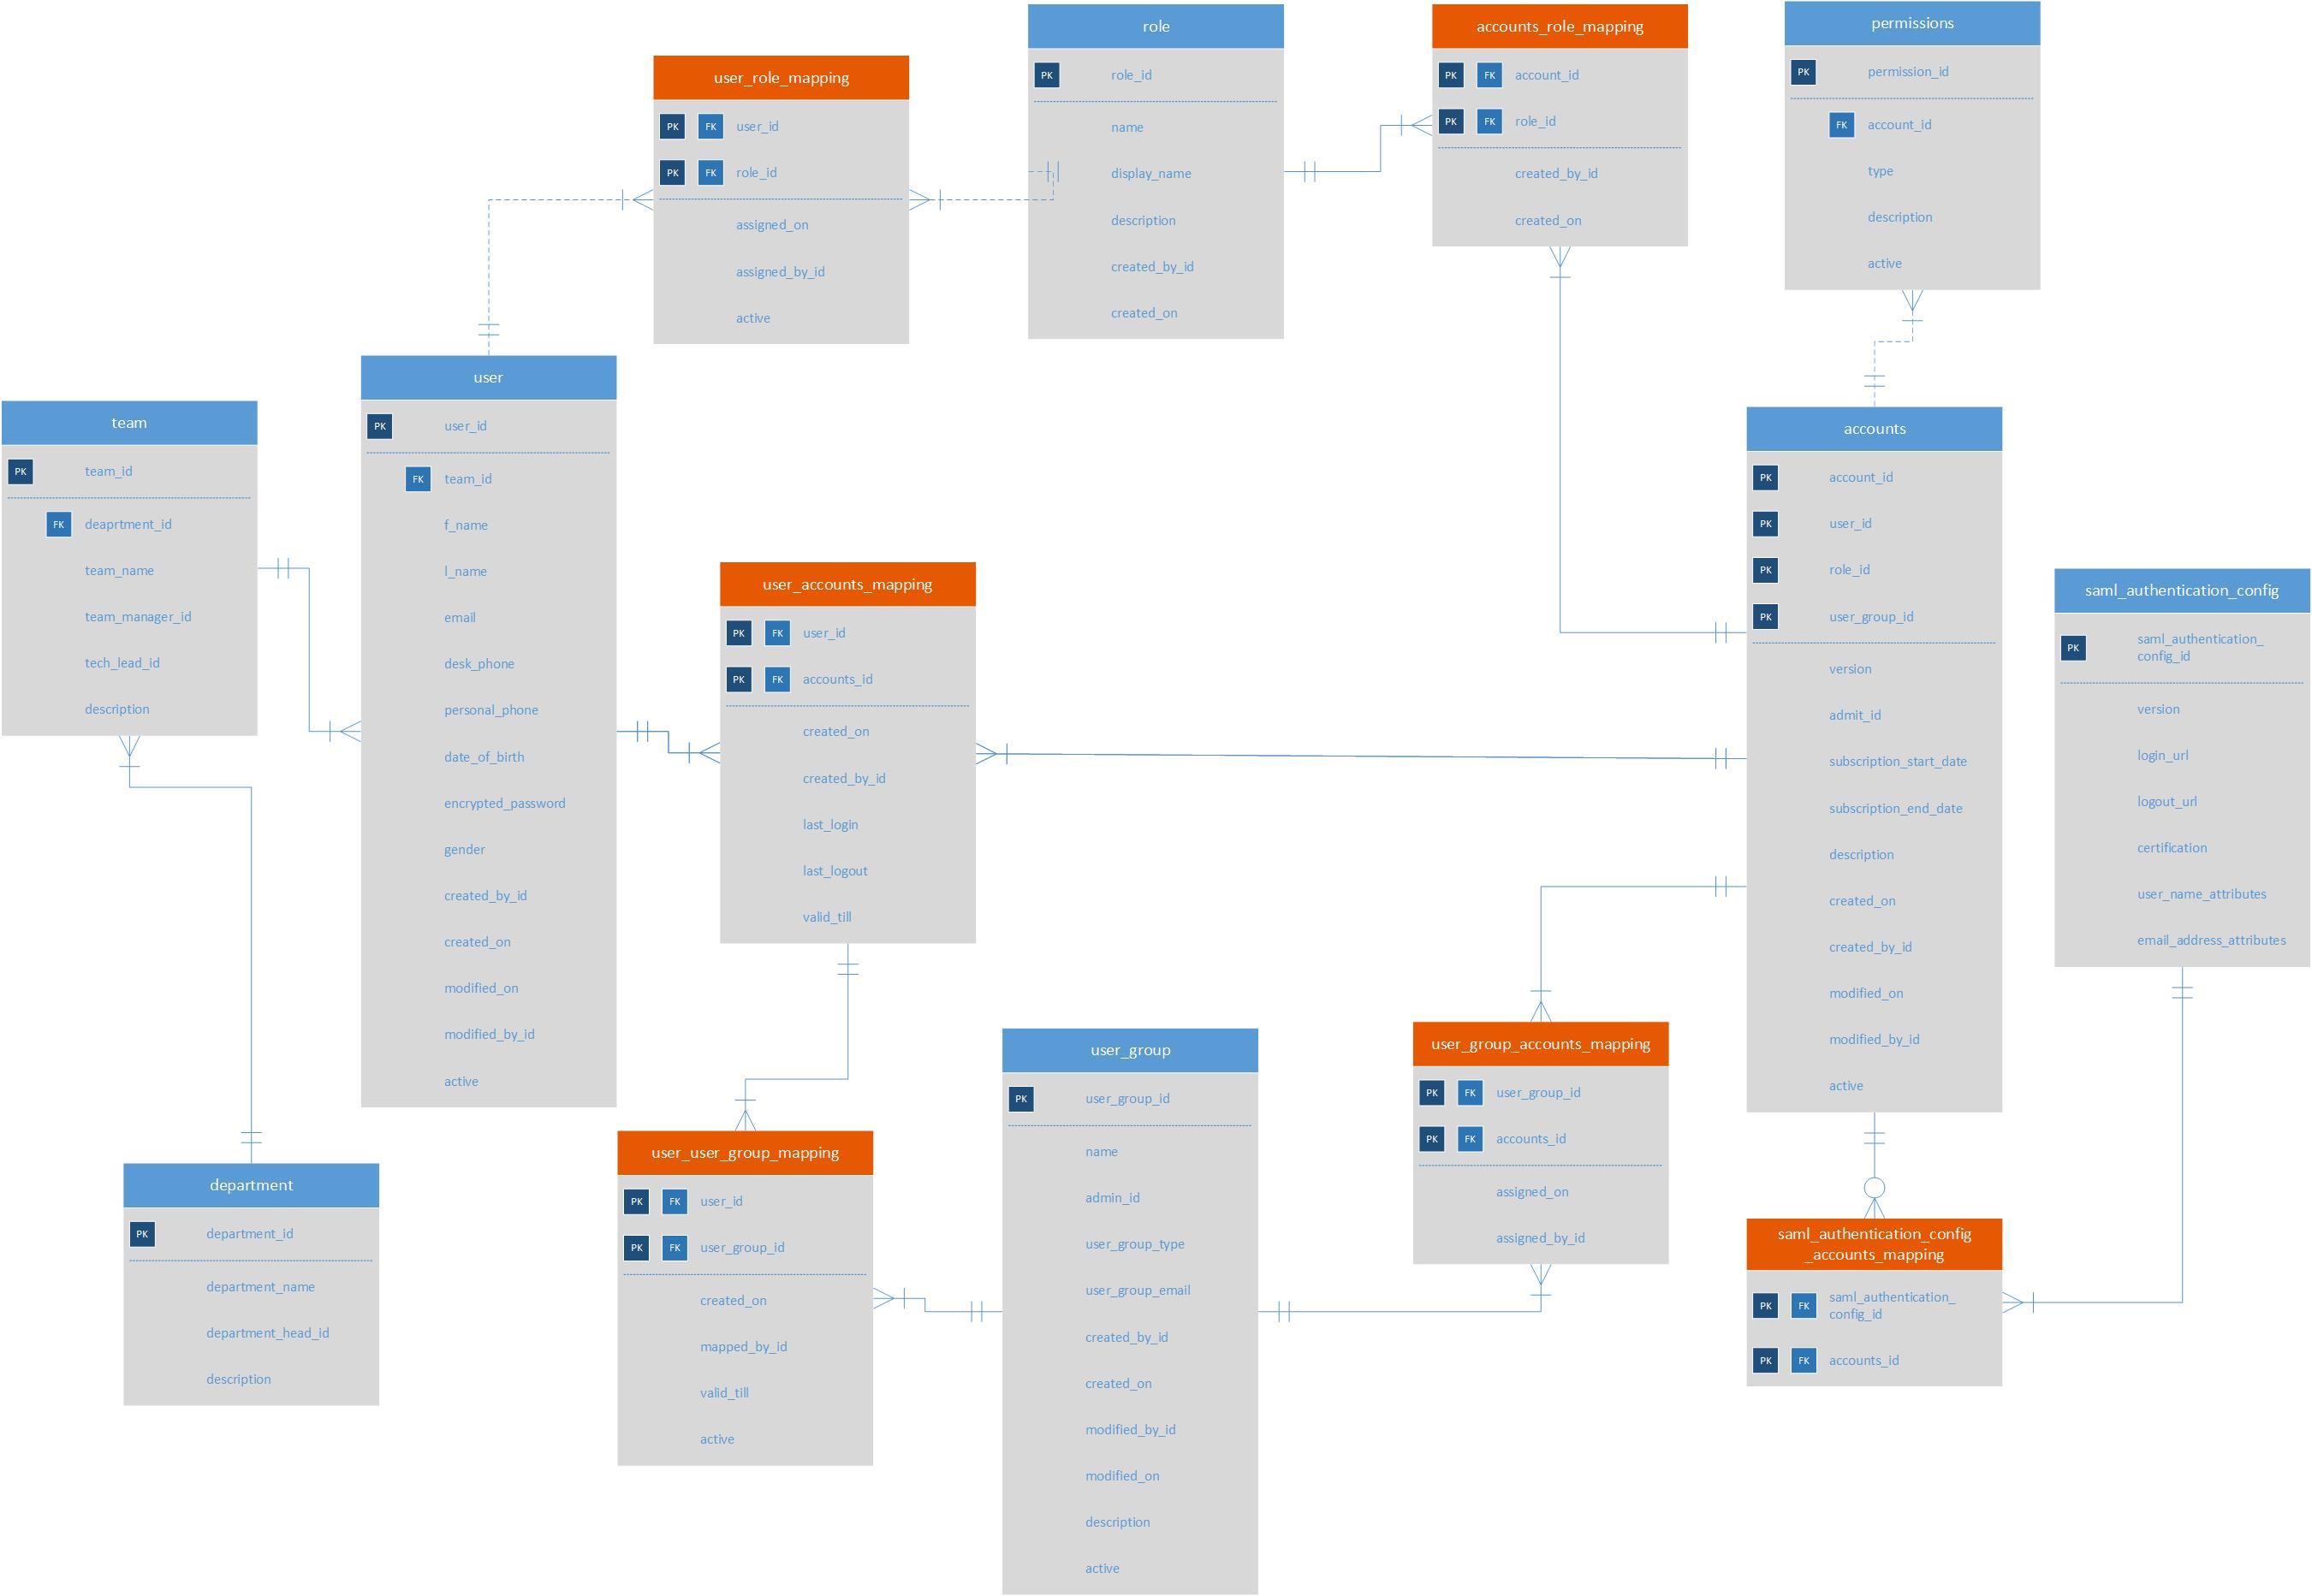 user_role_mapping
PK FK user_id
PK FK role_id
assigned_on
assigned_by_id
active
role
PK role_id
name
display_name
description
created_by_id
created_on
accounts_role_mapping
PK FK account_id
PK FK role_id
created_by_id
created_on
permissions
PK permission_id
FK account_id
type
description
active
team
PK team_id
FK deaprtment_id
team_name
team_manager_id
tech_lead_id
description
user
PK user_id
FK team_id
f_name
l_name
email
desk_phone
personal_phone
date_of_birth
encrypted_password
gender
created_by_id
created_on
modified_on
modified_by_id
active
user_accounts_mapping
PK FK user_id
PK FK accounts_id
created_on
created_by_id
last_login
last_logout
valid_till
accounts
PK account_id
PK user_id
PK role_id
PK user_group_id
version
admit_id
subscription_start_date
subscription_end_date
description
created_on
created_by_id
modified_on
modified_by_id
active
saml_authentication_config
PK saml_authentication_
config_id
version
login_url
logout_url
certification
user_name_attributes
email_address_attributes
department
PK department_id
department_name
department_head_id
description
user_user_group_mapping
PK FK user_id
PK FK user_group_id
created_on
mapped_by_id
valid_till
active
user_group
PK user_group_id
name
admin_id
user_group_type
user_group_email
created_by_id
created_on
modified_by_id
modified_on
description
active
user_group_accounts_mapping
PK FK user_group_id
PK FK accounts_id
assigned_on
assigned_by_id
saml_authentication_config
_accounts_mapping
PK FK saml_authentication_
config_id
PK FK accounts_id